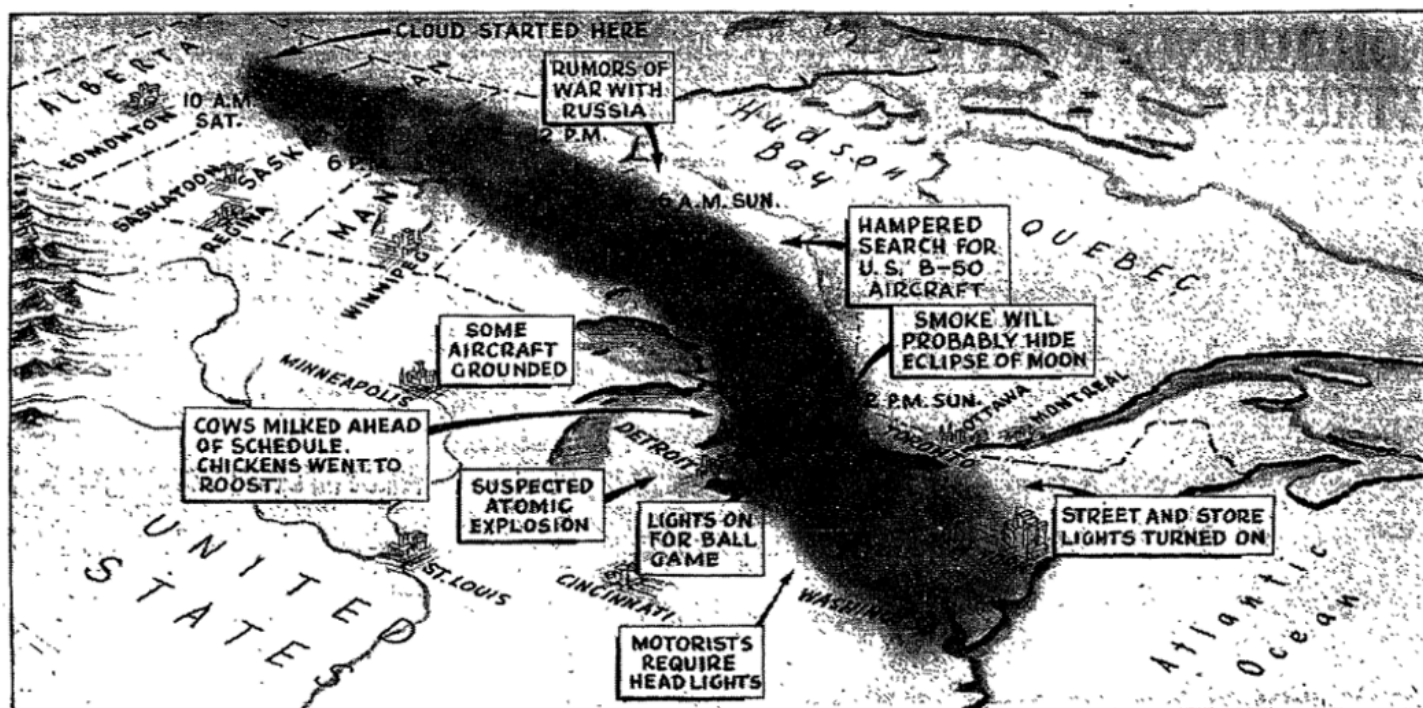 CLOUD STARTED HERE
ALBERTA
EDMONTON
10 A.M.
SAT.
SASKATOON
SASKA
REGINA
6 P.
MAN
AN
WINNIPEG
RUMORS OF
WAR WITH
RUSSIA
2 P.M.
Hudson
Bay
6 A.M. SUN.
HAMPERED
SEARCH FOR
U.S. B-50
AIRCRAFT
QUEBEC
SMOKE WILL
PROBABLY HIDE
ECLIPSE OF MOON
SOME
AIRCRAFT
GROUNDED
MINNEAPOLIS
2 P.M. SUN.
OTTAWA
MONTREAL
TORONTO
COWS MILKED AHEAD
OF SCHEDULE.
CHICKENS WENT TO
ROOST.
DETROIT
SUSPECTED
ATOMIC
EXPLOSION
LIGHTS ON
FOR BALL
GAME
STREET AND STORE
LIGHTS TURNED ON
UNITED
STATES
ST. LOUIS
CINCINNATI
WASHIN
MOTORISTS
REQUIRE
HEADLIGHTS
Atlantic
Ocean